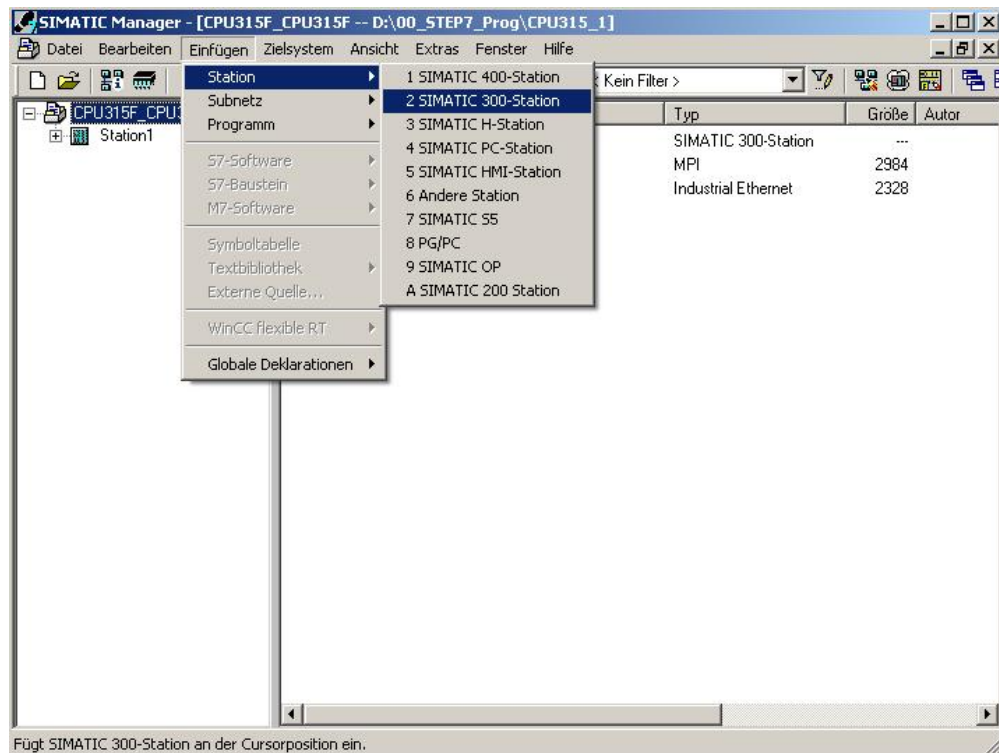 SIMATIC Manager - [CPU315F_CPU315F -- D:\00_STEP7_Prog\CPU315_1]
Datei Bearbeiten Einfügen Zielsystem Ansicht Extras Fenster Hilfe
Kein Filter >
CPU315F_CPU3
Station1
Station
Subnetz
Programm
S7-Software
S7-Baustein
M7-Software
Symboltabelle
Textbibliothek
Externe Quelle...
WinCC flexible RT
Globale Deklarationen
1 SIMATIC 400-Station
2 SIMATIC 300-Station
3 SIMATIC H-Station
4 SIMATIC PC-Station
5 SIMATIC HMI-Station
6 Andere Station
7 SIMATIC S5
8 PG/PC
9 SIMATIC OP
A SIMATIC 200 Station
Typ Größe Autor
SIMATIC 300-Station ---
MPI 2984
Industrial Ethernet 2328
Fügt SIMATIC 300-Station an der Cursorposition ein.